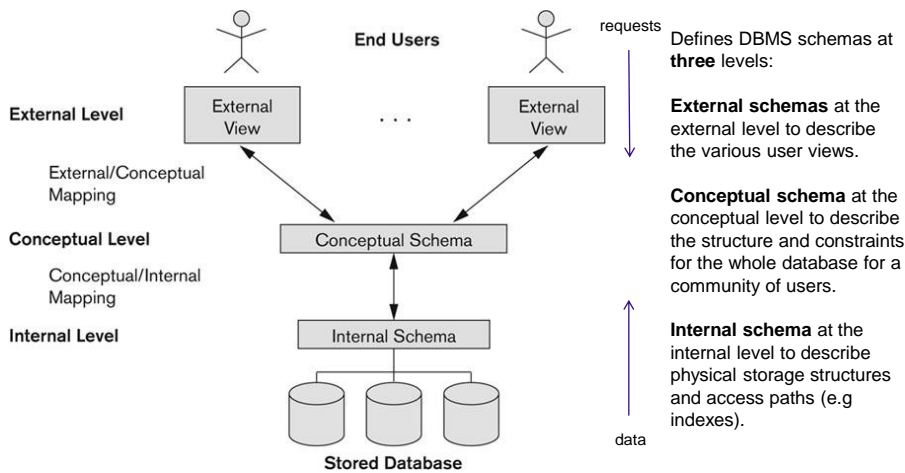 End Users
External Level
External
View
. . .
External
View
External/Conceptual
Mapping
Conceptual Level
Conceptual Schema
Conceptual/Internal
Mapping
Internal Level
Internal Schema
Stored Database
requests
data
Defines DBMS schemas at
three levels:
External schemas at the
external level to describe
the various user views.
Conceptual schema at the
conceptual level to describe
the structure and constraints
for the whole database for a
community of users.
Internal schema at the
internal level to describe
physical storage structures
and access paths (e.g
indexes).